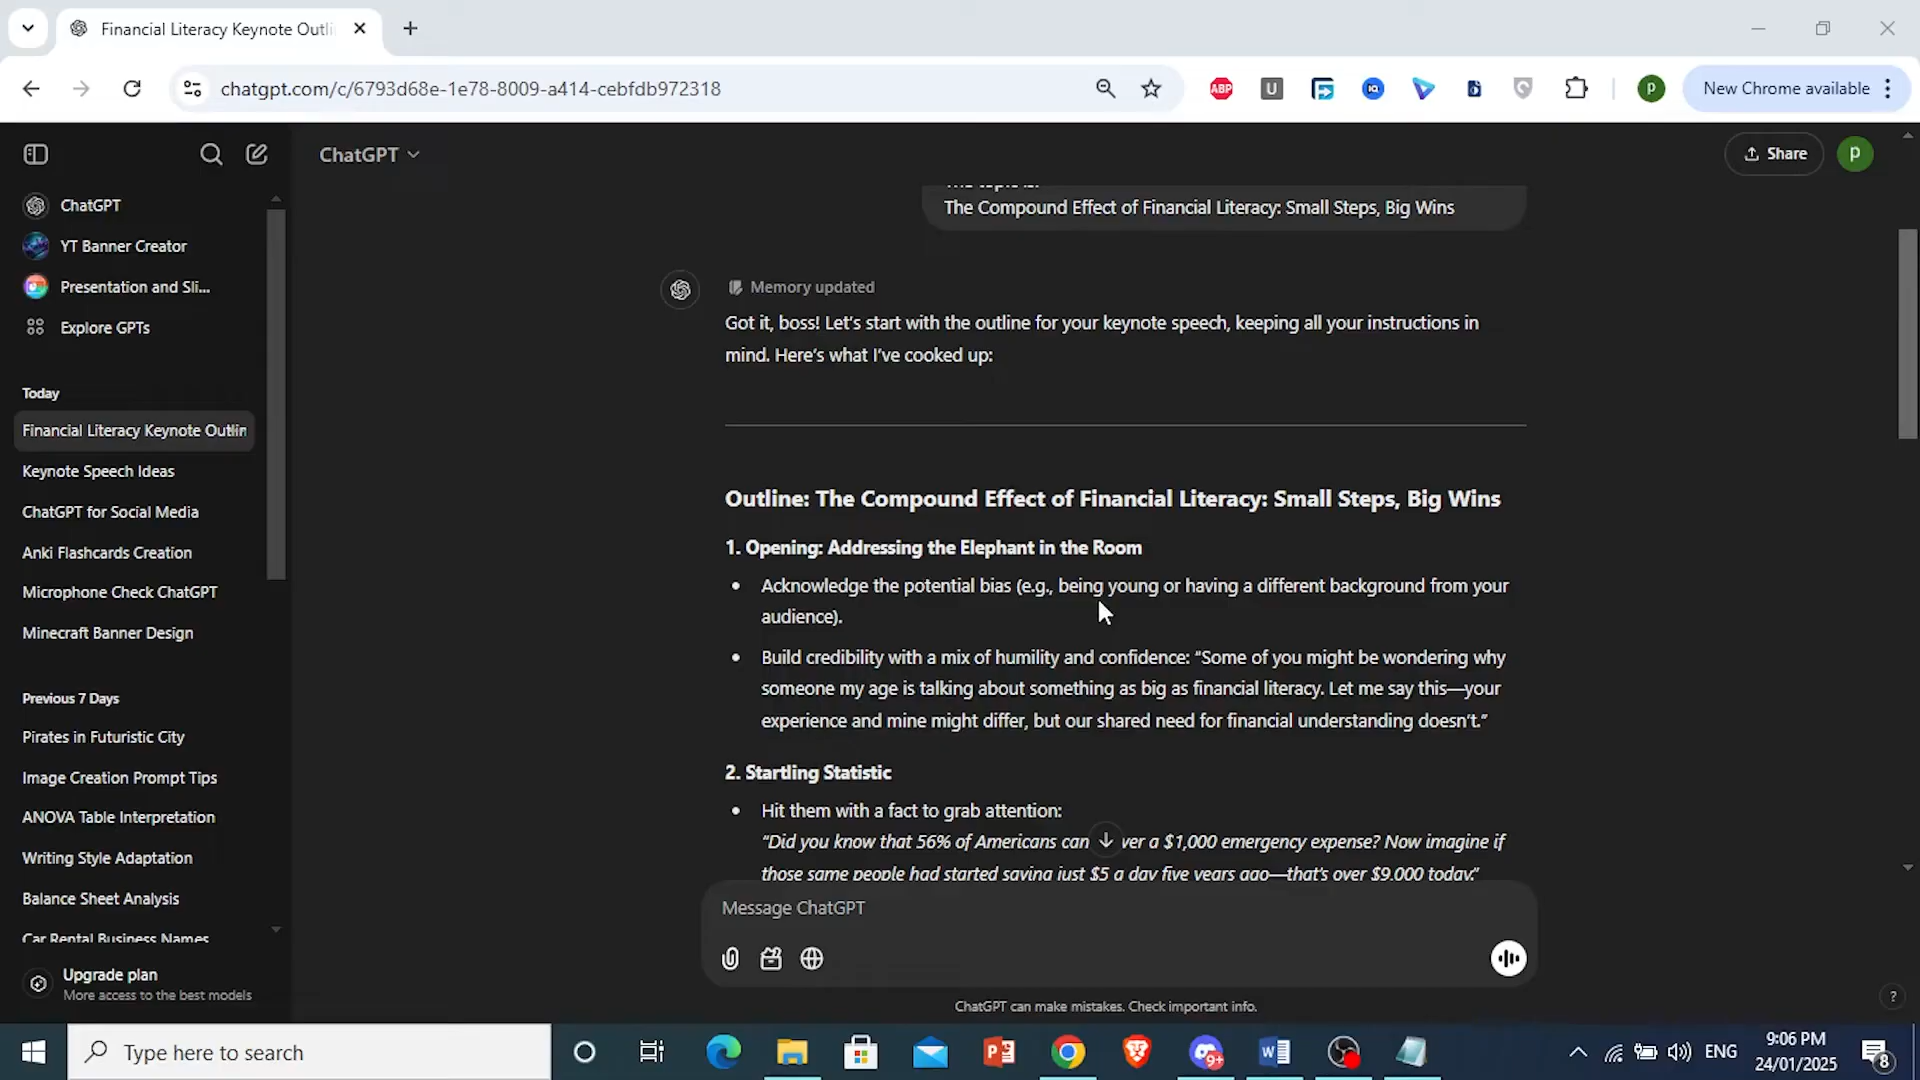 Financial Literacy Keynote Outli
chatgpt.com/c/6793d68e-1e78-8009-a414-cebfdb972318
ABP
U
IQ
p
New Chrome available
ChatGPT
Share
p
ChatGPT
YT Banner Creator
Presentation and Sli...
Explore GPTs
Today
Financial Literacy Keynote Outlin
Keynote Speech Ideas
ChatGPT for Social Media
Anki Flashcards Creation
Microphone Check ChatGPT
Minecraft Banner Design
Previous 7 Days
Pirates in Futuristic City
Image Creation Prompt Tips
ANOVA Table Interpretation
Writing Style Adaptation
Balance Sheet Analysis
Car Rental Business Names
Upgrade plan
More access to the best models
The topic is:
The Compound Effect of Financial Literacy: Small Steps, Big Wins
Memory updated
Got it, boss! Let's start with the outline for your keynote speech, keeping all your instructions in
mind. Here's what I've cooked up:
Outline: The Compound Effect of Financial Literacy: Small Steps, Big Wins
1. Opening: Addressing the Elephant in the Room
• Acknowledge the potential bias (e.g., being young or having a different background from your
audience).
• Build credibility with a mix of humility and confidence: “Some of you might be wondering why
someone my age is talking about something as big as financial literacy. Let me say this—your
experience and mine might differ, but our shared need for financial understanding doesn't.”
2. Startling Statistic
• Hit them with a fact to grab attention:
“Did you know that 56% of Americans can ver a $1,000 emergency expense? Now imagine if
those same people had started saving just $5 a day five years ago—that's over $9,000 today.”
Message ChatGPT
ChatGPT can make mistakes. Check important info.
?
Type here to search
9+
ENG
9:06 PM
24/01/2025
8